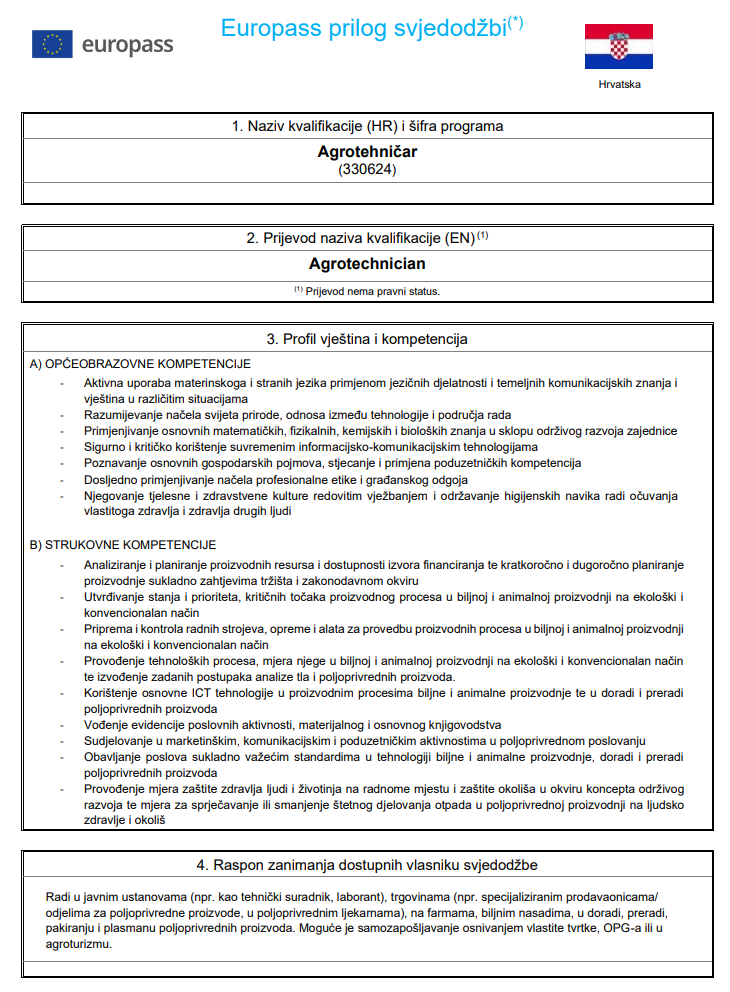 europass
Europass prilog svjedodžbi(*)
Hrvatska
1. Naziv kvalifikacije (HR) i šifra programa
Agrotehničar
(330624)
2. Prijevod naziva kvalifikacije (EN) (1)
Agrotechnician
(1) Prijevod nema pravni status.
3. Profil vještina i kompetencija
A) OPĆEOBRAZOVNE KOMPETENCIJE
- Aktivna uporaba materinskoga i stranih jezika primjenom jezičnih djelatnosti i temeljnih komunikacijskih znanja i
vještina u različitim situacijama
- Razumijevanje načela svijeta prirode, odnosa između tehnologije i područja rada
- Primjenjivanje osnovnih matematičkih, fizikalnih, kemijskih i bioloških znanja u sklopu održivog razvoja zajednice
- Sigurno i kritičko korištenje suvremenim informacijsko-komunikacijskim tehnologijama
- Poznavanje osnovnih gospodarskih pojmova, stjecanje i primjena poduzetničkih kompetencija
- Dosljedno primjenjivanje načela profesionalne etike i građanskog odgoja
- Njegovanje tjelesne i zdravstvene kulture redovitim vježbanjem i održavanje higijenskih navika radi očuvanja
vlastitoga zdravlja i zdravlja drugih ljudi
B) STRUKOVNE KOMPETENCIJE
- Analiziranje i planiranje proizvodnih resursa i dostupnosti izvora financiranja te kratkoročno i dugoročno planiranje
proizvodnje sukladno zahtjevima tržišta i zakonodavnom okviru
- Utvrđivanje stanja i prioriteta, kritičnih točaka proizvodnog procesa u biljnoj i animalnoj proizvodnji na ekološki i
konvencionalan način
- Priprema i kontrola radnih strojeva, opreme i alata za provedbu proizvodnih procesa u biljnoj i animalnoj proizvodnji
na ekološki i konvencionalan način
- Provođenje tehnoloških procesa, mjera njege u biljnoj i animalnoj proizvodnji na ekološki i konvencionalan način
te izvođenje zadanih postupaka analize tla i poljoprivrednih proizvoda.
- Korištenje osnovne ICT tehnologije u proizvodnim procesima biljne i animalne proizvodnje te u doradi i preradi
poljoprivrednih proizvoda
- Vođenje evidencije poslovnih aktivnosti, materijalnog i osnovnog knjigovodstva
- Sudjelovanje u marketinškim, komunikacijskim i poduzetničkim aktivnostima u poljoprivrednom poslovanju
- Obavljanje poslova sukladno važećim standardima u tehnologiji biljne i animalne proizvodnje, doradi i preradi
poljoprivrednih proizvoda
- Provođenje mjera zaštite zdravlja ljudi i životinja na radnome mjestu i zaštite okoliša u okviru koncepta održivog
razvoja te mjera za sprječavanje ili smanjenje štetnog djelovanja otpada u poljoprivrednoj proizvodnji na ljudsko
zdravlje i okoliš
4. Raspon zanimanja dostupnih vlasniku svjedodžbe
Radi u javnim ustanovama (npr. kao tehnički suradnik, laborant), trgovinama (npr. specijaliziranim prodavaonicama/
odjelima za poljoprivredne proizvode, u poljoprivrednim ljekarnama), na farmama, biljnim nasadima, u doradi, preradi,
pakiranju i plasmanu poljoprivrednih proizvoda. Moguće je samozapošljavanje osnivanjem vlastite tvrtke, OPG-a ili u
agroturizmu.